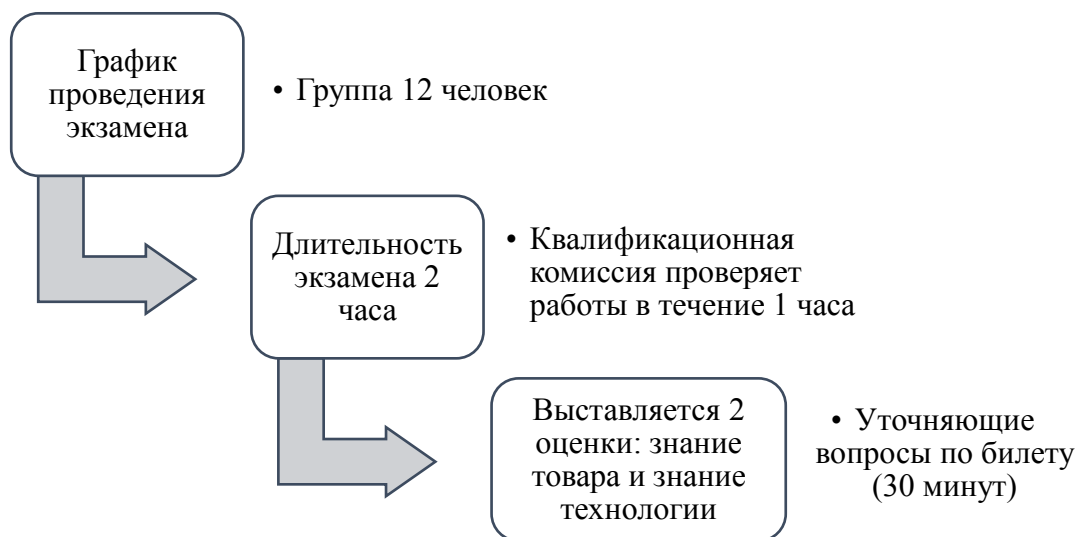 График
проведения
экзамена
• Группа 12 человек
Длительность
экзамена 2
часа
• Квалификационная
комиссия проверяет
работы в течение 1 часа
Выставляется 2
оценки: знание
товара и знание
технологии
• Уточняющие
вопросы по билету
(30 минут)